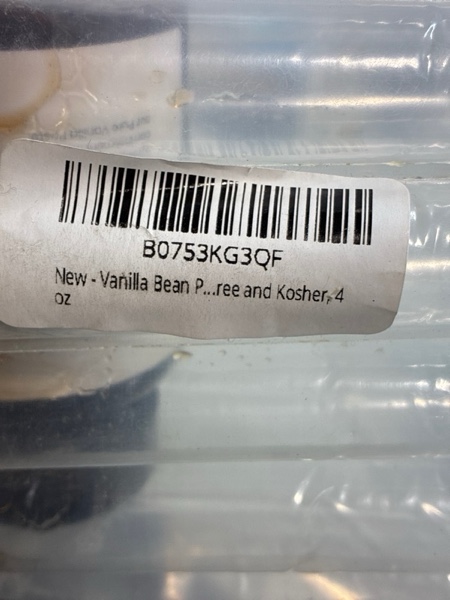 B0753KG3QF
New - Vanilla Bean P...ree and Kosher, 4
oz